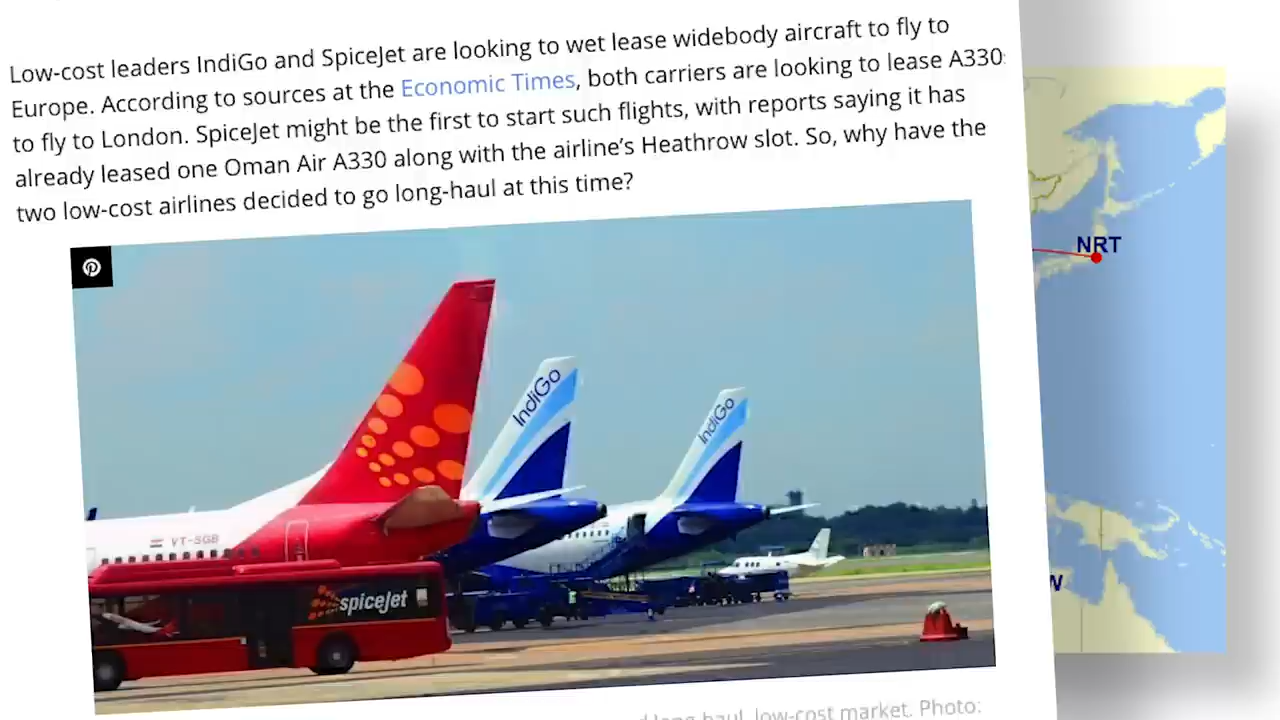 Low-cost leaders IndiGo and SpiceJet are looking to wet lease widebody aircraft to fly to
Europe. According to sources at the Economic Times, both carriers are looking to lease A330
to fly to London. SpiceJet might be the first to start such flights, with reports saying it has
already leased one Oman Air A330 along with the airline's Heathrow slot. So, why have the
two low-cost airlines decided to go long-haul at this time?
NRT
IndiGo
IndiGo
VT-SGB
spiceJet
W
long haul, low-cost market. Photo: